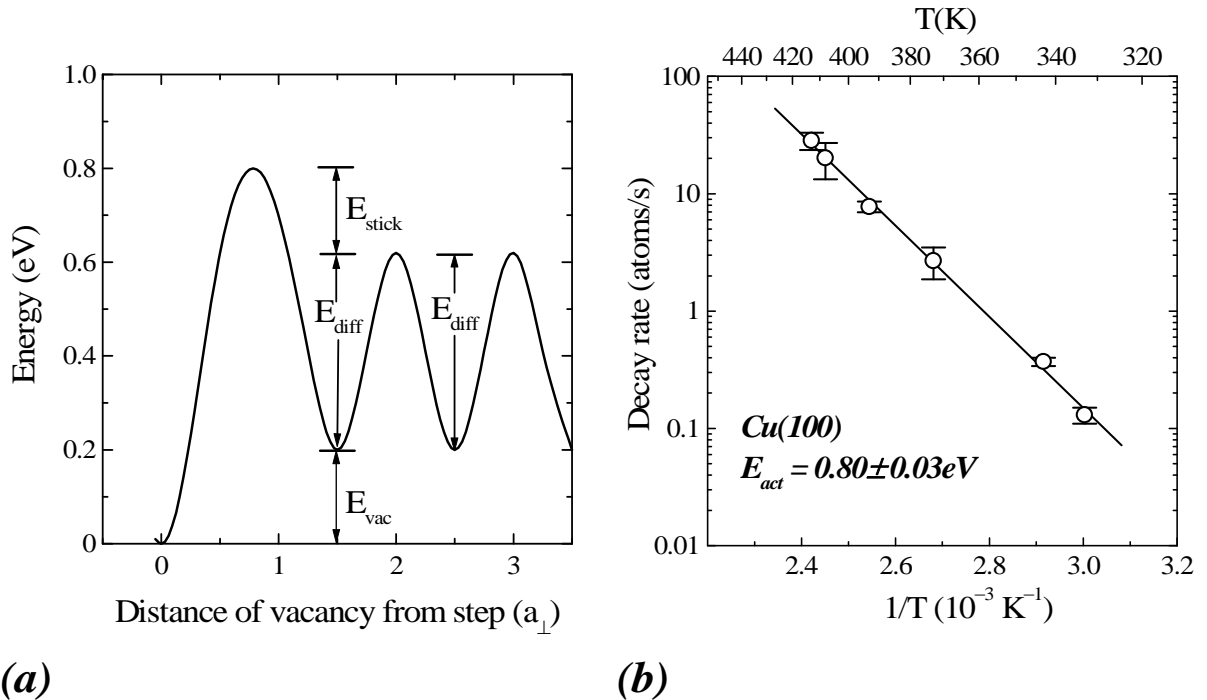 1.0
0.8
0.6
0.4
0.2
0
Energy (eV)
E_stick
E_diff
E_diff
E_vac
0 1 2 3
Distance of vacancy from step (a_⊥)
(a)
T(K)
440 420 400 380 360 340 320
100
10
1
0.1
0.01
Decay rate (atoms/s)
Cu(100)
E_act = 0.80±0.03eV
2.4 2.6 2.8 3.0 3.2
1/T (10⁻³ K⁻¹)
(b)